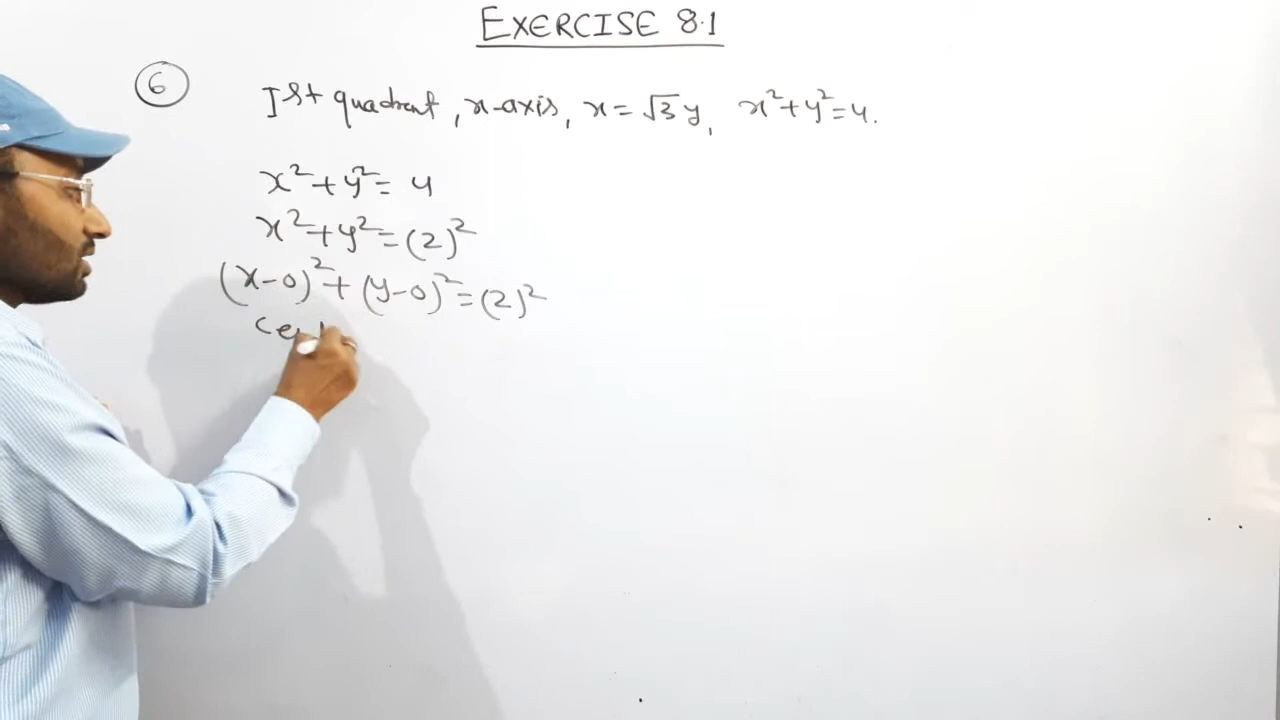 EXERCISE 8.1
6 Ist quadrant, x-axis, x = √3 y, x² + y² = 4.
x² + y² = 4
x² + y² = (2)²
(x-0)² + (y-0)² = (2)²